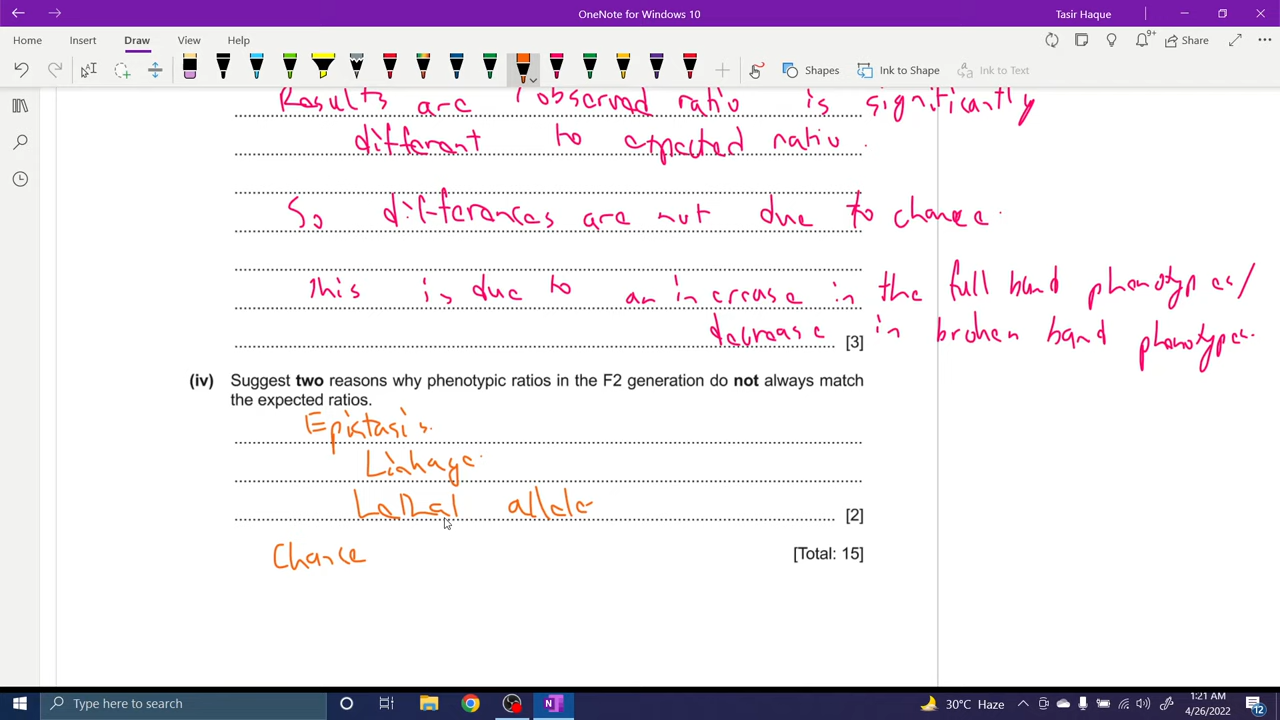 OneNote for Windows 10
Tasir Haque
Home Insert Draw View Help
Share
Shapes
Ink to Shape
Ink to Text
Results are / observed ratio is significantly
different to expected ratio.
So differences are not due to chance.
This is due to an increase in the full band phenotypes/
decrease in broken band phenotypes.
[3]
(iv) Suggest two reasons why phenotypic ratios in the F2 generation do not always match
the expected ratios.
Epistasis.
Linkage.
Lethal allele
[2]
Chance
[Total: 15]
Type here to search
30°C Haze
1:21 AM
4/26/2022
12